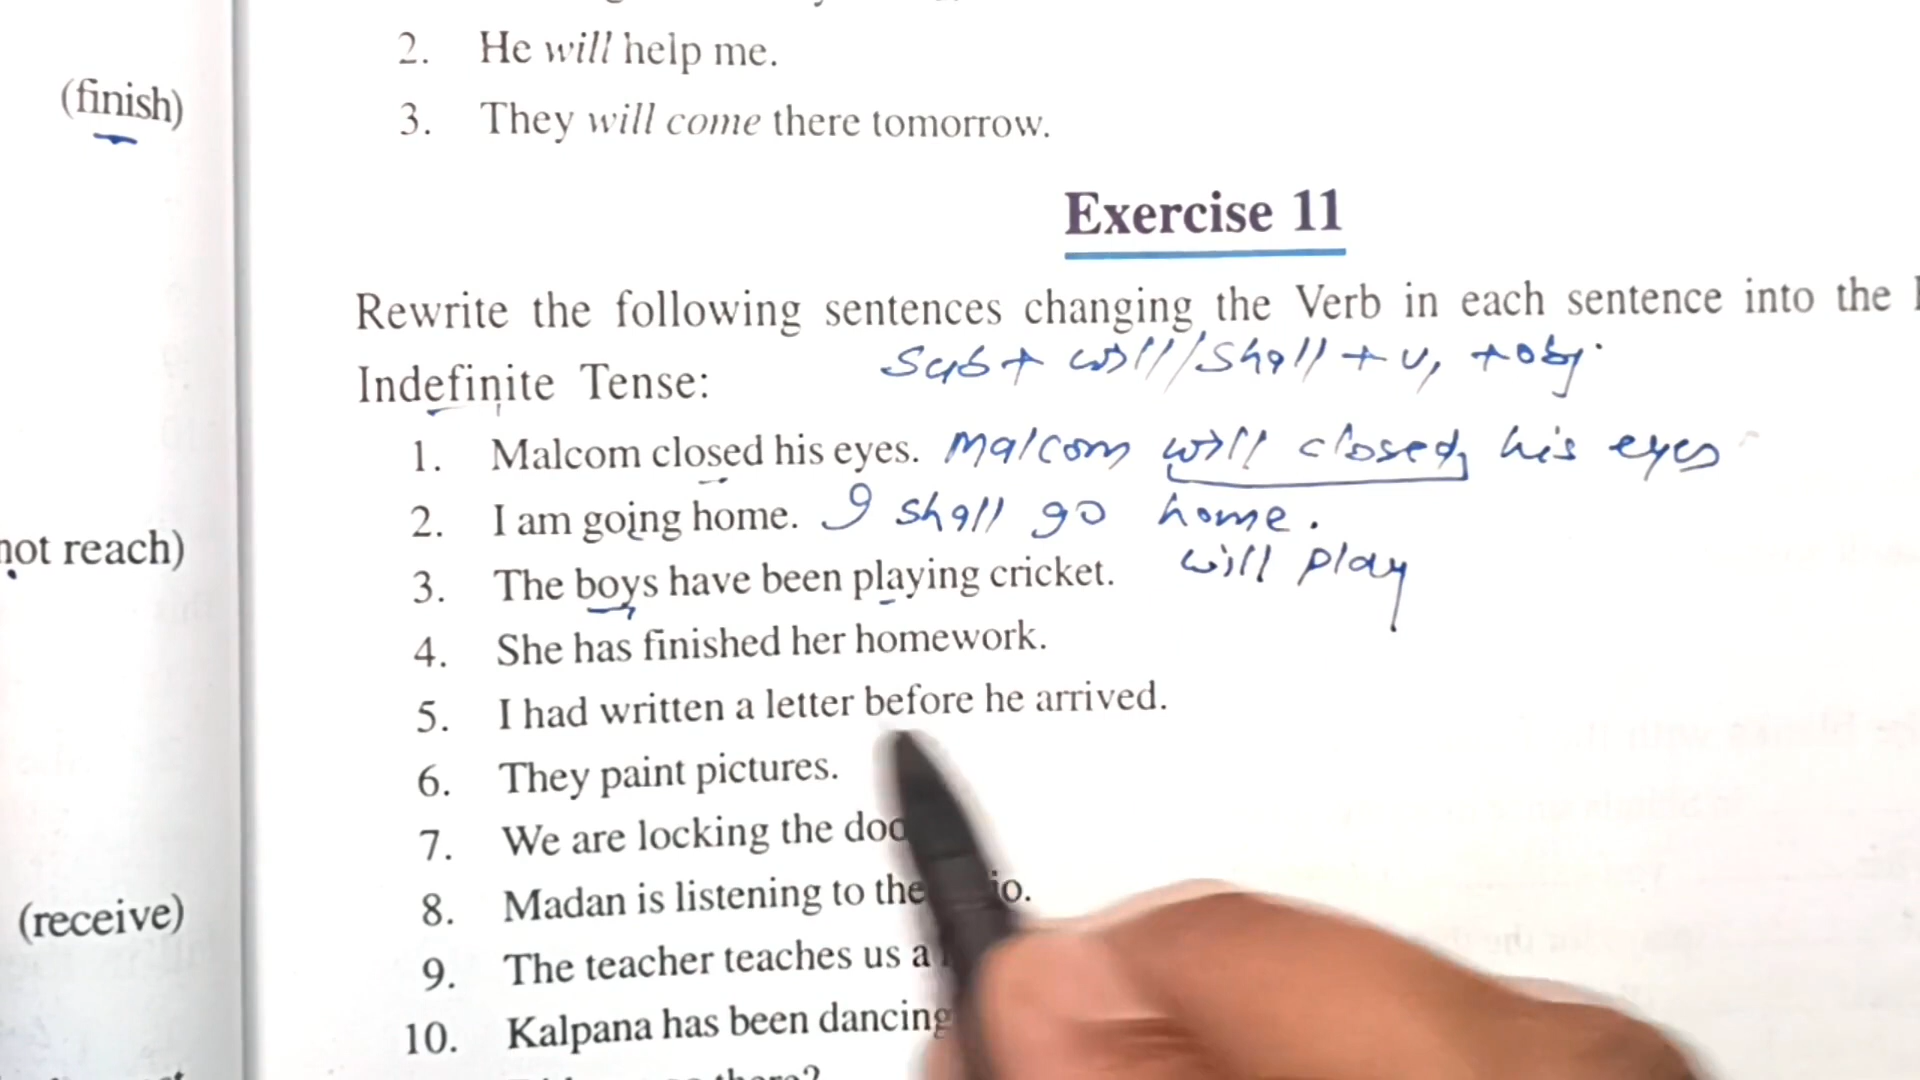 2. He will help me.
(finish)
3. They will come there tomorrow.
Exercise 11
Rewrite the following sentences changing the Verb in each sentence into the
Indefinite Tense: Sub + will/shall + v, + obj.
1. Malcom closed his eyes. Malcom will closed his eyes
2. I am going home. I shall go home.
not reach)
3. The boys have been playing cricket. will play
4. She has finished her homework.
5. I had written a letter before he arrived.
6. They paint pictures.
7. We are locking the
8. Madan is listening to the
(receive)
9. The teacher teaches us a
10. Kalpana has been dancing
there?